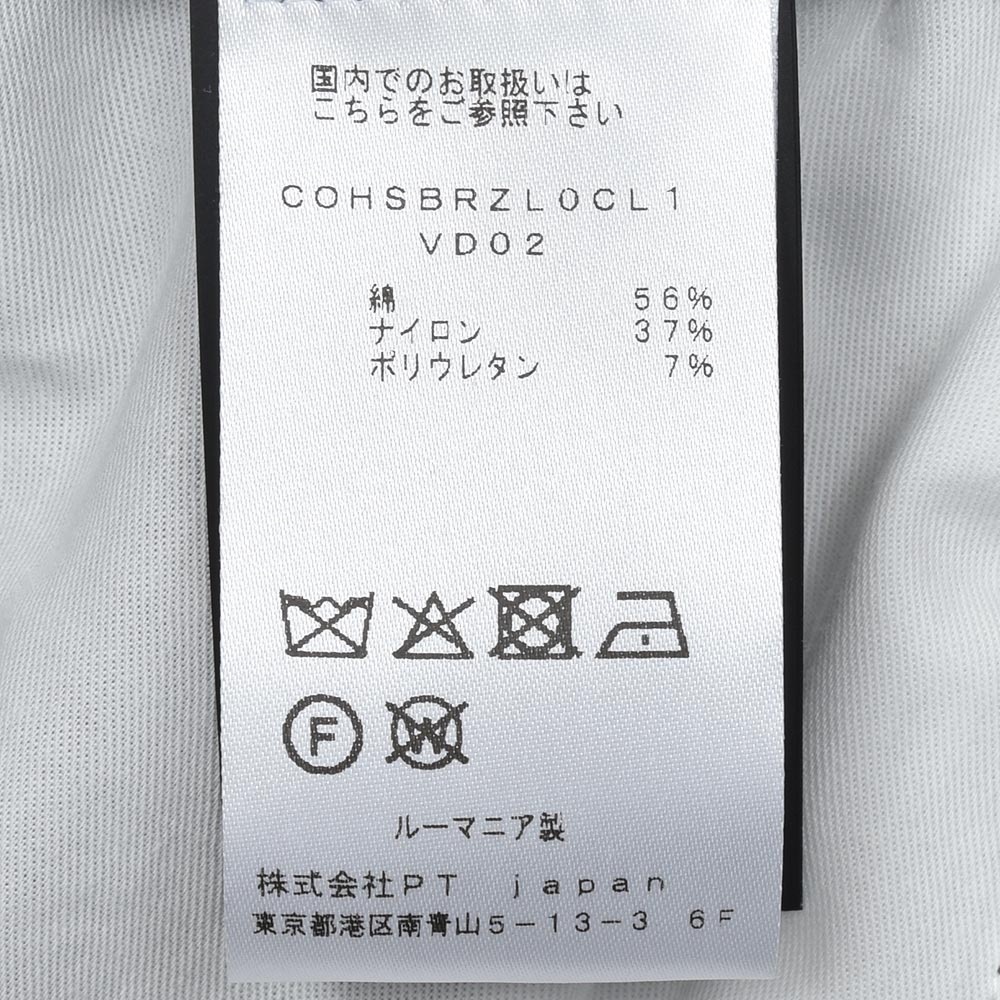 国内でのお取扱いは
こちらをご参照下さい
COHSBRZL0CL1
VD02
綿 56%
ナイロン 37%
ポリウレタン 7%
F W
ルーマニア製
株式会社PT japan
東京都港区南青山5-13-3 6F